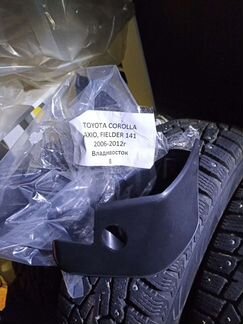 TOYOTA COROLLA
AXIO, FIELDER 141
2006-2012г
Владивосток